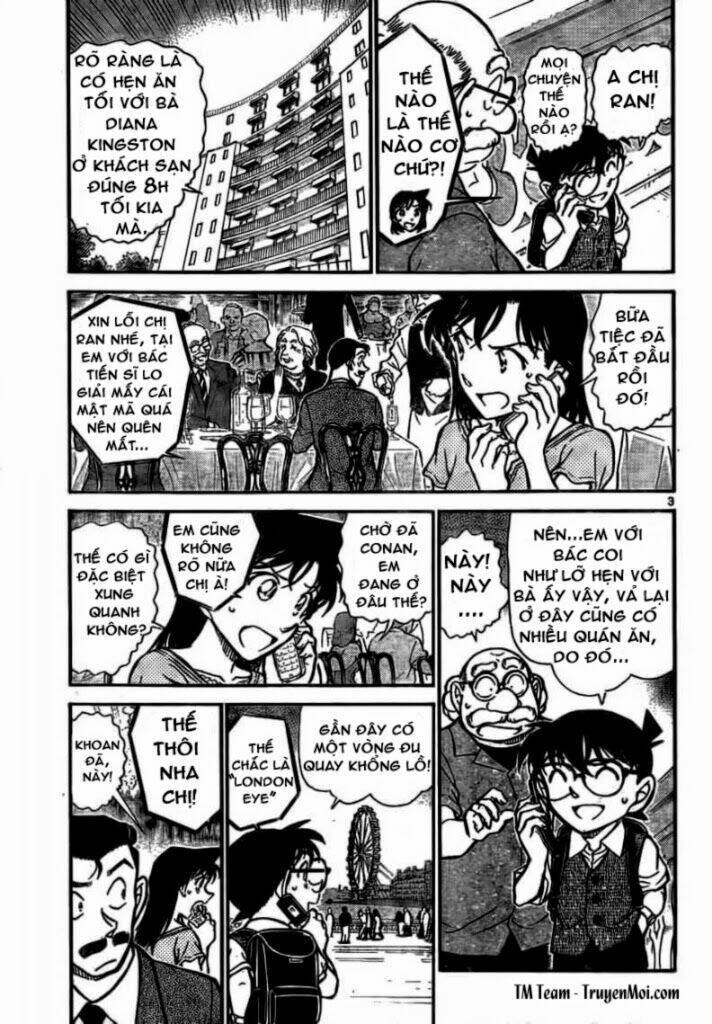 A CHỊ
RAN!
MỌI
CHUYỆN
THẾ
NÀO
RỒI Ạ?
THẾ
NÀO
LÀ THẾ
NÀO CƠ
CHỨ?!
RÕ RÀNG LÀ
CÓ HẸN ĂN
TỐI VỚI BÀ
DIANA
KINGSTON
Ở KHÁCH SẠN
ĐÚNG 8H
TỐI KIA
MÀ.
BỮA
TIỆC ĐÃ
BẮT ĐẦU
RỒI
ĐÓ!
XIN LỖI CHỊ
RAN NHÉ, TẠI
EM VỚI BÁC
TIẾN SĨ LO
GIẢI MẤY CÁI
MẬT MÃ QUÁ
NÊN QUÊN
MẤT...
3
NÊN...EM VỚI
BÁC COI
NHƯ LỠ HẸN VỚI
BÀ ẤY VẬY, VẢ LẠI
Ở ĐÂY CŨNG CÓ
NHIỀU QUÁN ĂN,
DO ĐÓ...
NÀY!
NÀY
....
CHỜ ĐÃ
CONAN,
EM
ĐANG Ở
ĐÂU THẾ?
EM CŨNG
KHÔNG
RÕ NỮA
CHỊ À!
THẾ CÓ GÌ
ĐẶC BIỆT
XUNG
QUANH
KHÔNG?
GẦN ĐÂY CÓ
MỘT VÒNG ĐU
QUAY KHỔNG LỒ!
THẾ
CHẮC LÀ
"LONDON
EYE"
THẾ
THÔI
NHA
CHỊ!
KHOAN
ĐÃ,
NÀY!
TM Team - TruyenMoi.com